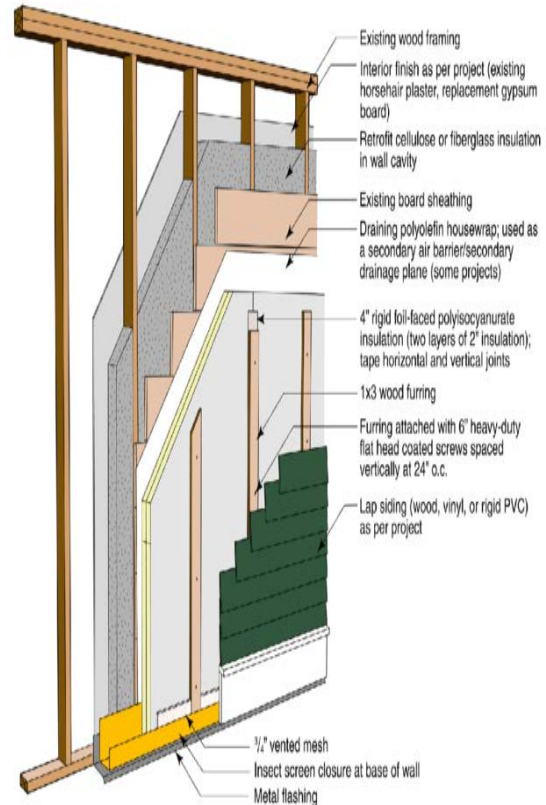 Existing wood framing
Interior finish as per project (existing
horsehair plaster, replacement gypsum
board)
Retrofit cellulose or fiberglass insulation
in wall cavity
Existing board sheathing
Draining polyolefin housewrap; used as
a secondary air barrier/secondary
drainage plane (some projects)
4" rigid foil-faced polyisocyanurate
insulation (two layers of 2" insulation);
tape horizontal and vertical joints
1x3 wood furring
Furring attached with 6" heavy-duty
flat head coated screws spaced
vertically at 24" o.c.
Lap siding (wood, vinyl, or rigid PVC)
as per project
¾" vented mesh
Insect screen closure at base of wall
Metal flashing